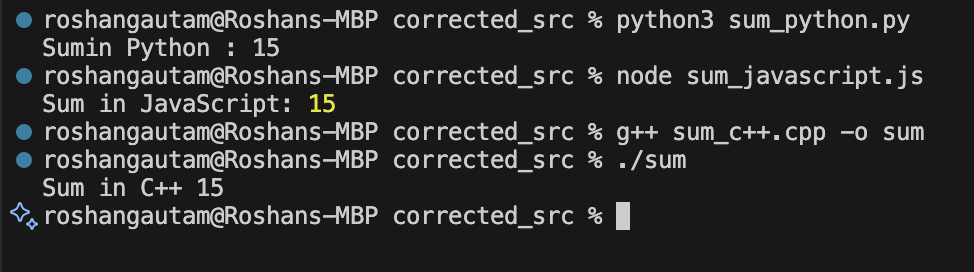 roshangautam@Roshans-MBP corrected_src % python3 sum_python.py
Sumin Python : 15
roshangautam@Roshans-MBP corrected_src % node sum_javascript.js
Sum in JavaScript: 15
roshangautam@Roshans-MBP corrected_src % g++ sum_c++.cpp -o sum
roshangautam@Roshans-MBP corrected_src % ./sum
Sum in C++ 15
roshangautam@Roshans-MBP corrected_src %